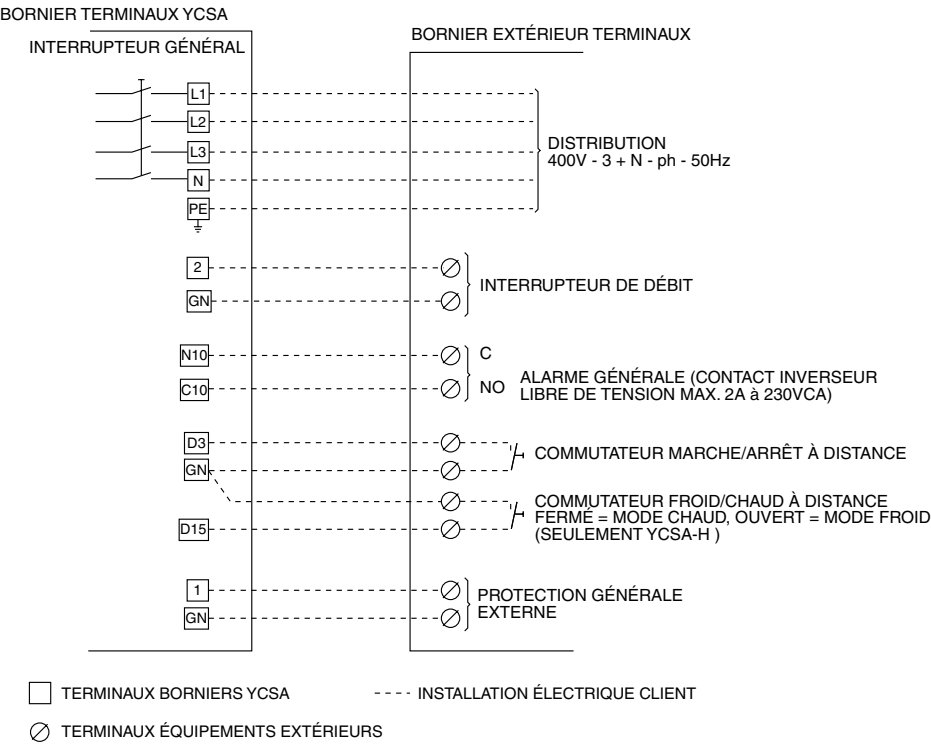 BORNIER TERMINAUX YCSA
INTERRUPTEUR GÉNÉRAL
BORNIER EXTÉRIEUR TERMINAUX
L1
L2
L3
N
PE
DISTRIBUTION
400V - 3 + N - ph - 50Hz
2
GN
INTERRUPTEUR DE DÉBIT
N10
C
C10
NO
ALARME GÉNÉRALE (CONTACT INVERSEUR
LIBRE DE TENSION MAX. 2A à 230VCA)
D3
GN
COMMUTATEUR MARCHE/ARRÊT À DISTANCE
COMMUTATEUR FROID/CHAUD À DISTANCE
FERMÉ = MODE CHAUD, OUVERT = MODE FROID
(SEULEMENT YCSA-H )
D15
1
GN
PROTECTION GÉNÉRALE
EXTERNE
TERMINAUX BORNIERS YCSA
INSTALLATION ÉLECTRIQUE CLIENT
TERMINAUX ÉQUIPEMENTS EXTÉRIEURS